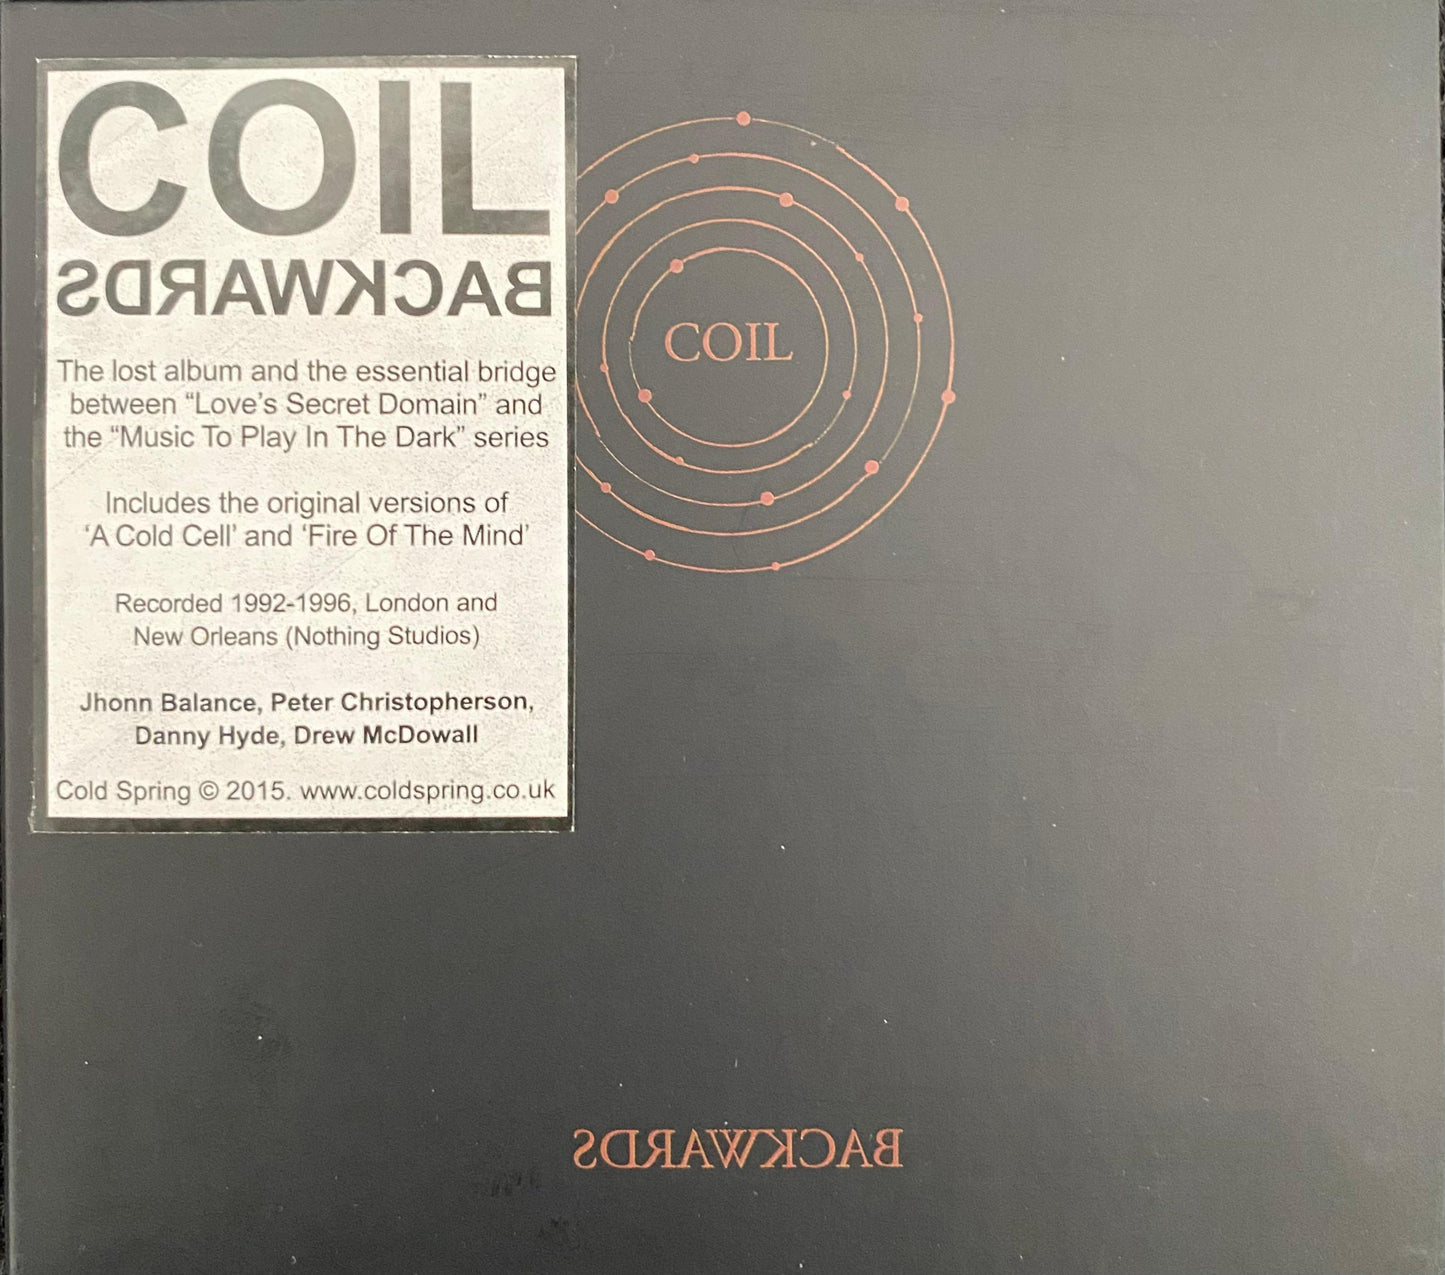 COIL
BACKWARDS
The lost album and the essential bridge
between “Love’s Secret Domain” and
the “Music To Play In The Dark” series
Includes the original versions of
‘A Cold Cell’ and ‘Fire Of The Mind’
Recorded 1992-1996, London and
New Orleans (Nothing Studios)
Jhonn Balance, Peter Christopherson,
Danny Hyde, Drew McDowall
Cold Spring © 2015. www.coldspring.co.uk
COIL
BACKWARDS